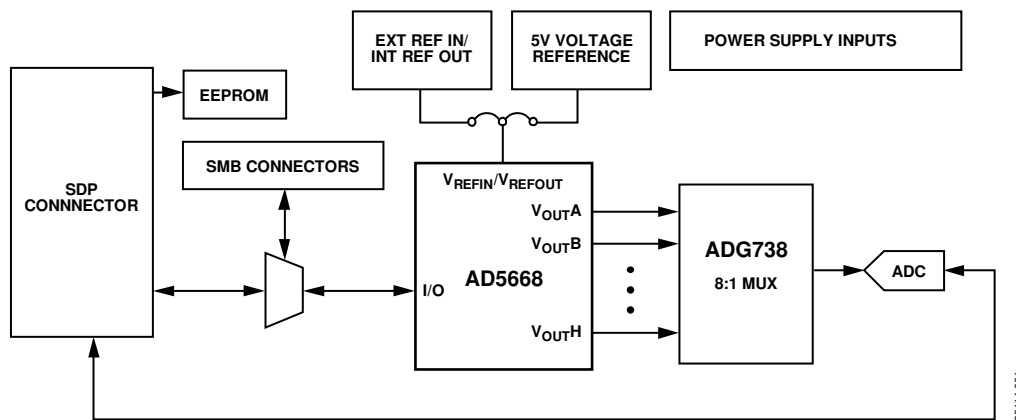 EXT REF IN/
INT REF OUT
5V VOLTAGE
REFERENCE
POWER SUPPLY INPUTS
EEPROM
SMB CONNECTORS
SDP
CONNNECTOR
VREFIN/VREFOUT
VOUTA
VOUTB
AD5668
I/O
VOUTH
ADG738
8:1 MUX
ADC